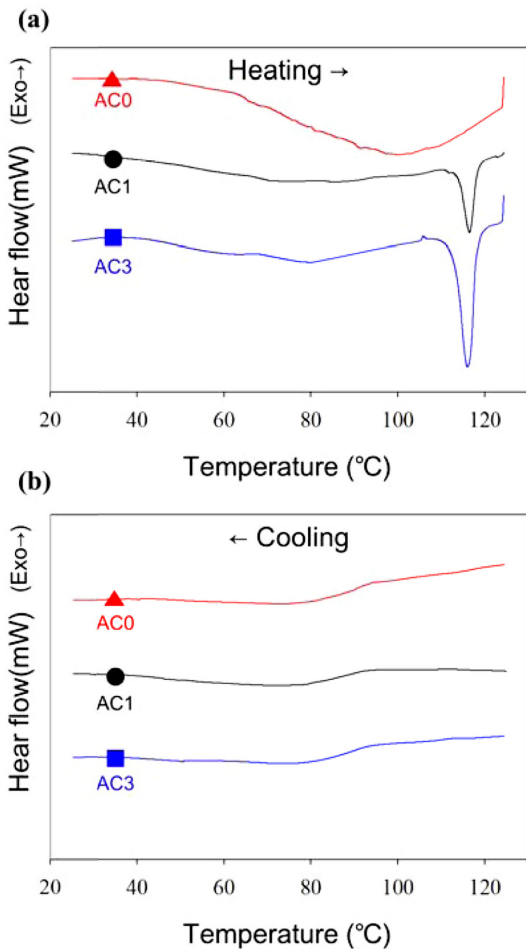 (a)
Heating →
AC0
AC1
AC3
Hear flow(mW) (Exo→)
20 40 60 80 100 120
Temperature (℃)
(b)
← Cooling
AC0
AC1
AC3
Hear flow(mW) (Exo→)
20 40 60 80 100 120
Temperature (℃)